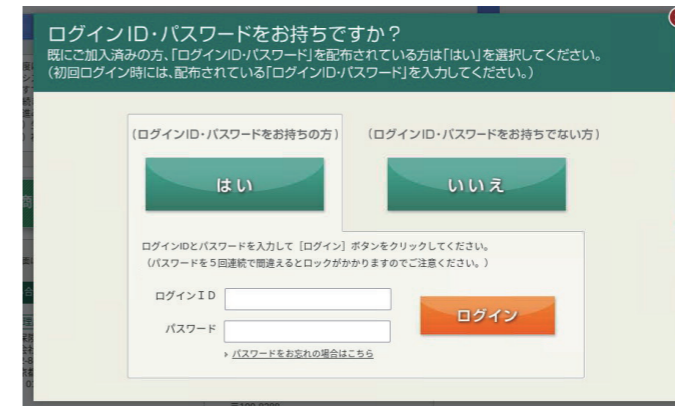 ログインID・パスワードをお持ちですか？
既にご加入済みの方、「ログインID・パスワード」を配布されている方は「はい」を選択してください。
（初回ログイン時には、配布されている「ログインID・パスワード」を入力してください。）
（ログインID・パスワードをお持ちの方）
（ログインID・パスワードをお持ちでない方）
はい
いいえ
ログインIDとパスワードを入力して［ログイン］ボタンをクリックしてください。
（パスワードを５回連続で間違えるとロックがかかりますのでご注意ください。）
ログインＩＤ
パスワード
ログイン
› パスワードをお忘れの場合はこちら